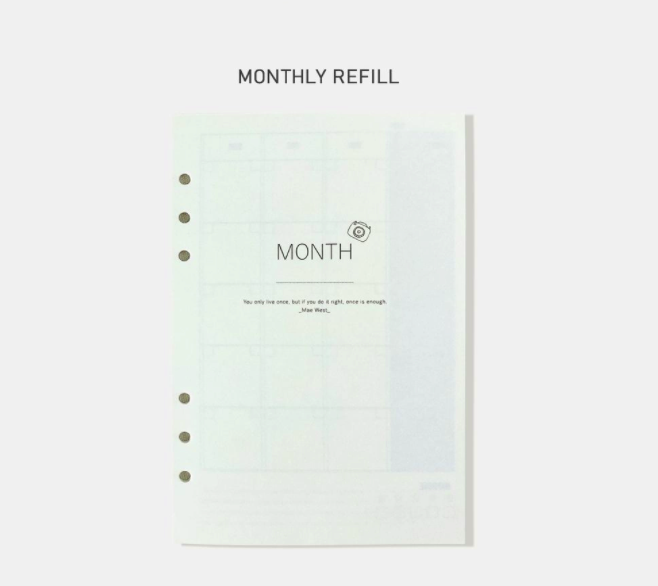 MONTHLY REFILL
MONTH
You only live once, but if you do it right, once is enough.
_Mae West_